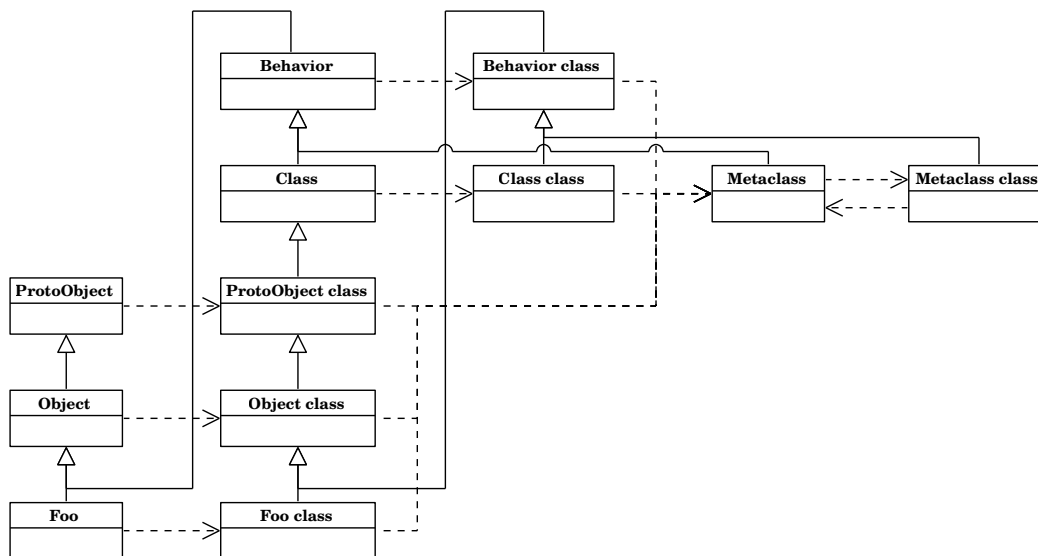 Behavior
Behavior class
Class
Class class
Metaclass
Metaclass class
ProtoObject
ProtoObject class
Object
Object class
Foo
Foo class